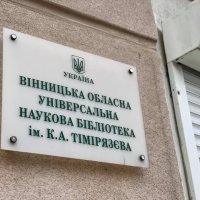 УКРАЇНА
ВІННИЦЬКА ОБЛАСНА
УНІВЕРСАЛЬНА
НАУКОВА БІБЛІОТЕКА
ім. К.А. ТІМІРЯЗЄВА